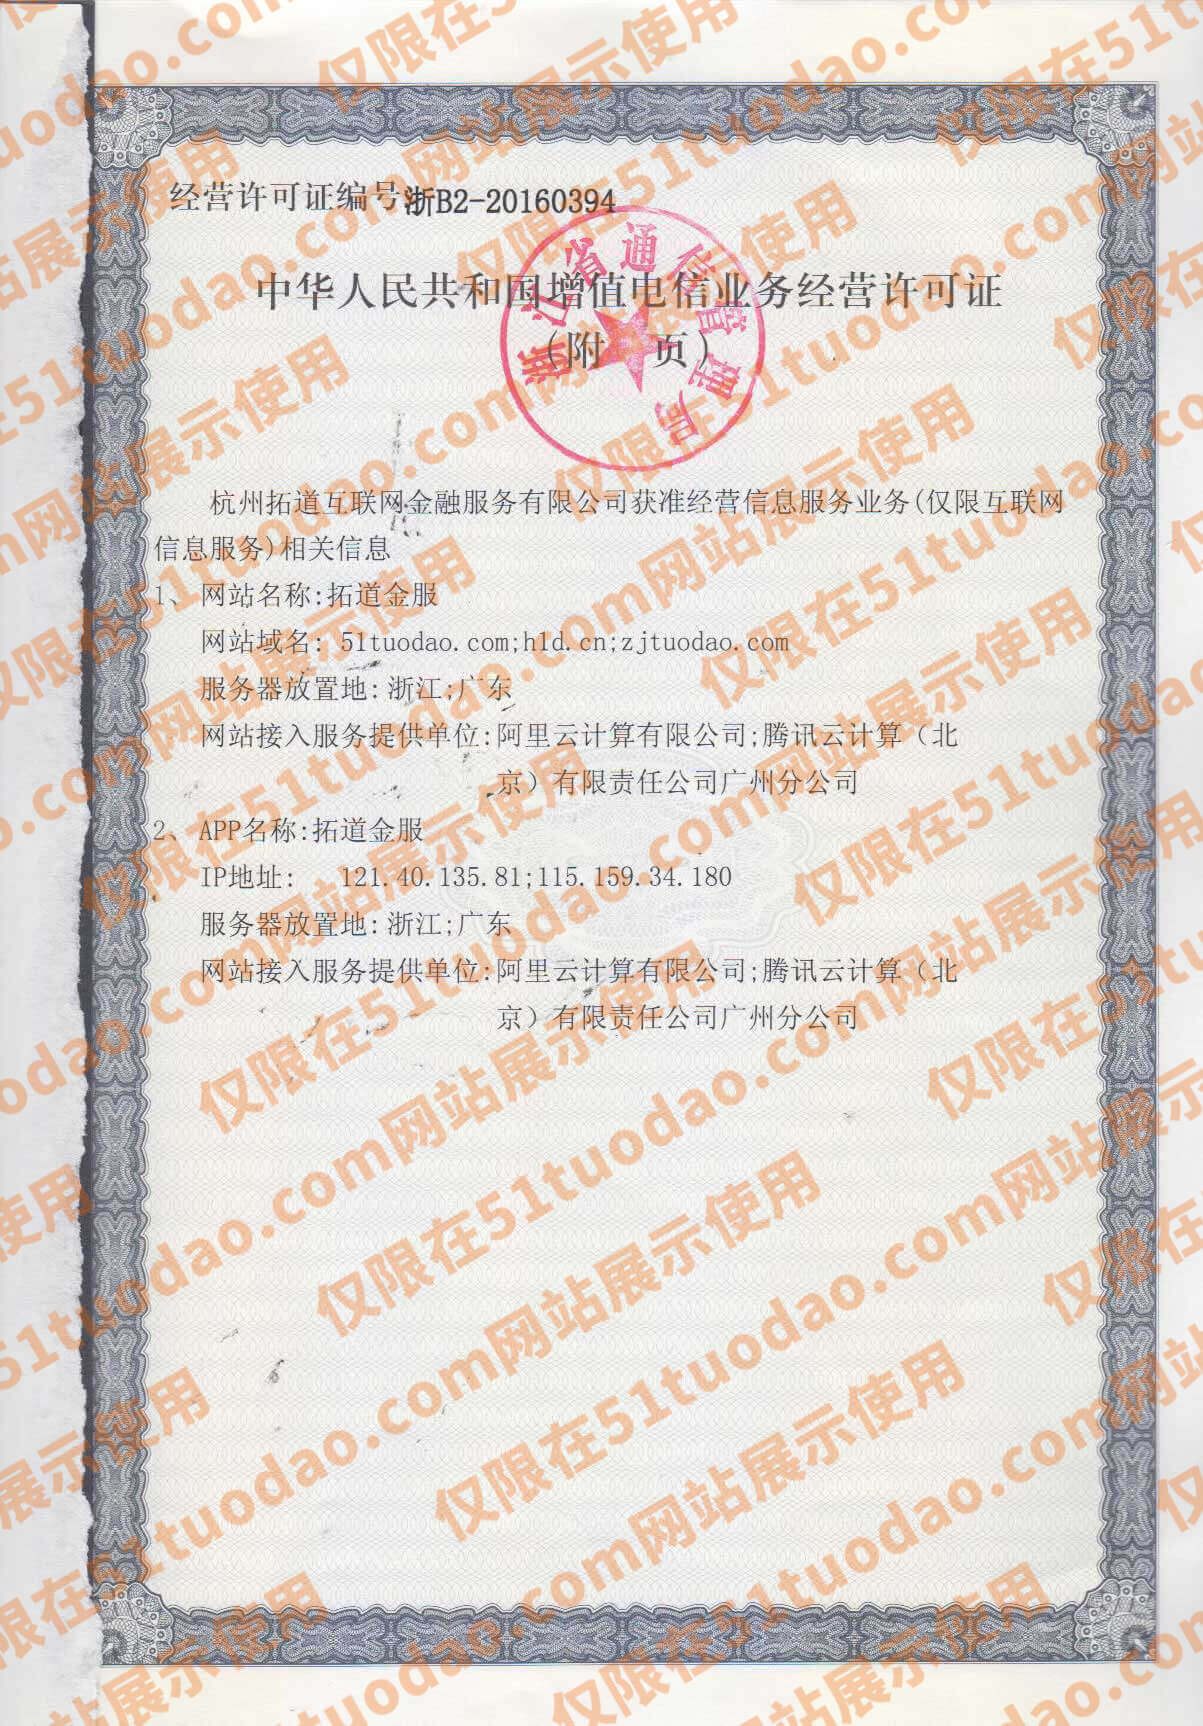 经营许可证编号:浙B2-20160394
中华人民共和国增值电信业务经营许可证
(附 页)
浙江省通信管理局
杭州拓道互联网金融服务有限公司获准经营信息服务业务(仅限互联网
信息服务)相关信息
1、 网站名称:拓道金服
网站域名: 51tuodao.com;h1d.cn;zjtuodao.com
服务器放置地:浙江;广东
网站接入服务提供单位:阿里云计算有限公司;腾讯云计算（北
京）有限责任公司广州分公司
2、 APP名称:拓道金服
IP地址: 121.40.135.81;115.159.34.180
服务器放置地:浙江;广东
网站接入服务提供单位:阿里云计算有限公司;腾讯云计算（北
京）有限责任公司广州分公司
仅限在51tuodao.com网站展示使用